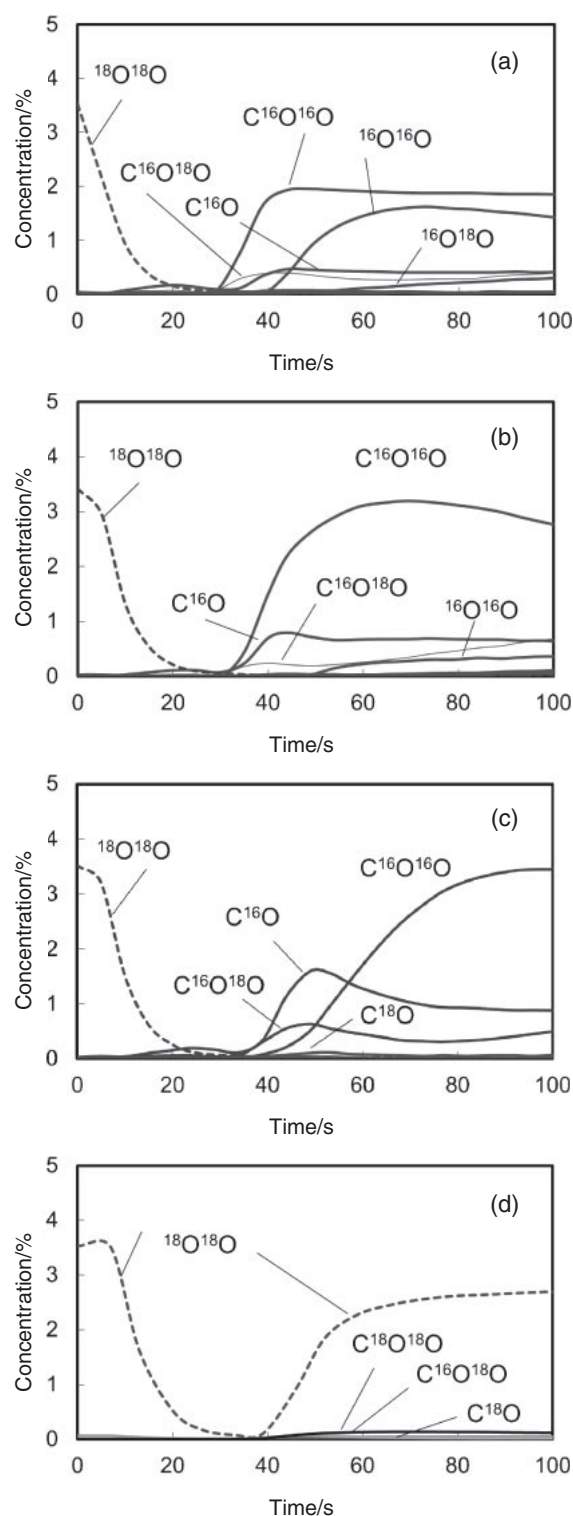 5
(a)
¹⁸O¹⁸O
4
C¹⁶O¹⁶O
¹⁶O¹⁶O
3
C¹⁶O¹⁸O
2
C¹⁶O
¹⁶O¹⁸O
1
0
0 20 40 60 80 100
Concentration/%
Time/s
5
(b)
¹⁸O¹⁸O
C¹⁶O¹⁶O
4
3
2
C¹⁶O
C¹⁶O¹⁸O
¹⁶O¹⁶O
1
0
0 20 40 60 80 100
Concentration/%
Time/s
5
(c)
¹⁸O¹⁸O
4
C¹⁶O¹⁶O
3
C¹⁶O
2
C¹⁶O¹⁸O
C¹⁸O
1
0
0 20 40 60 80 100
Concentration/%
Time/s
5
(d)
4
¹⁸O¹⁸O
3
2
C¹⁸O¹⁸O
C¹⁶O¹⁸O
1
C¹⁸O
0
0 20 40 60 80 100
Concentration/%
Time/s